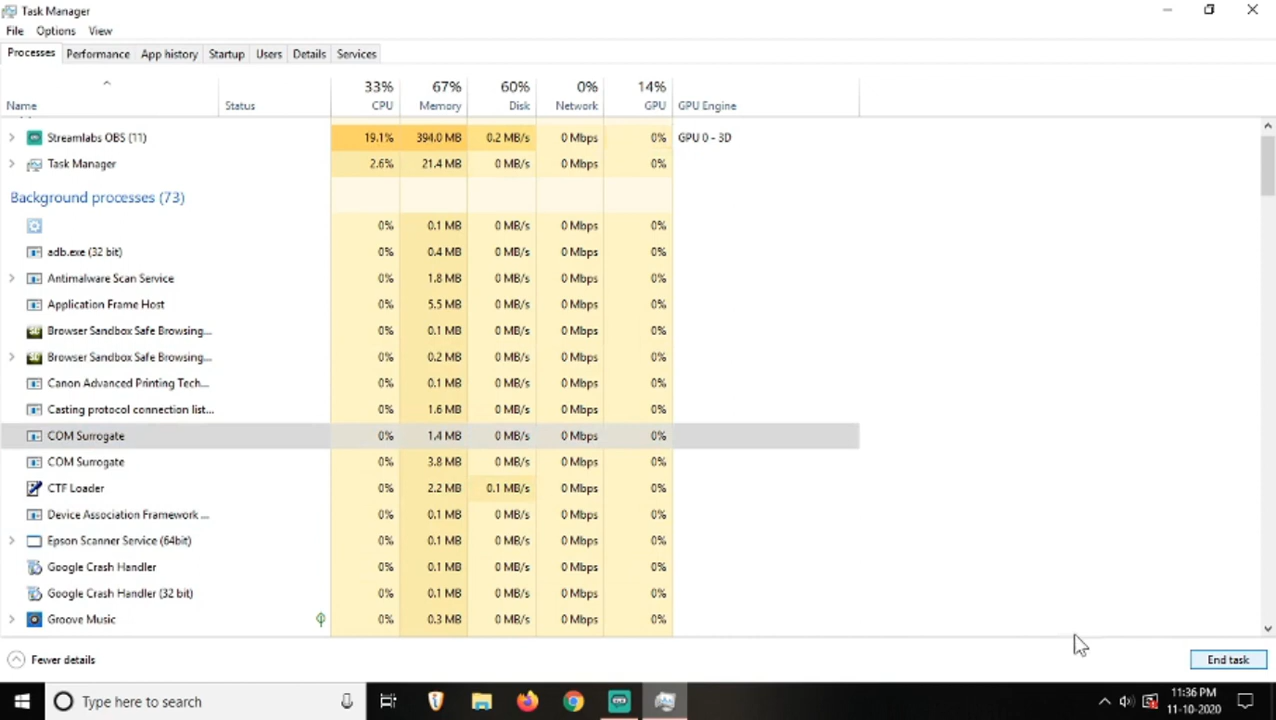 Task Manager
File Options View
Processes Performance App history Startup Users Details Services
33% 67% 60% 0% 14%
Name Status CPU Memory Disk Network GPU GPU Engine
Streamlabs OBS (11) 19.1% 394.0 MB 0.2 MB/s 0 Mbps 0% GPU 0 - 3D
Task Manager 2.6% 21.4 MB 0 MB/s 0 Mbps 0%
Background processes (73)
0% 0.1 MB 0 MB/s 0 Mbps 0%
adb.exe (32 bit) 0% 0.4 MB 0 MB/s 0 Mbps 0%
Antimalware Scan Service 0% 1.8 MB 0 MB/s 0 Mbps 0%
Application Frame Host 0% 5.5 MB 0 MB/s 0 Mbps 0%
Browser Sandbox Safe Browsing... 0% 0.1 MB 0 MB/s 0 Mbps 0%
Browser Sandbox Safe Browsing... 0% 0.2 MB 0 MB/s 0 Mbps 0%
Canon Advanced Printing Tech... 0% 0.1 MB 0 MB/s 0 Mbps 0%
Casting protocol connection list... 0% 1.6 MB 0 MB/s 0 Mbps 0%
COM Surrogate 0% 1.4 MB 0 MB/s 0 Mbps 0%
COM Surrogate 0% 3.8 MB 0 MB/s 0 Mbps 0%
CTF Loader 0% 2.2 MB 0.1 MB/s 0 Mbps 0%
Device Association Framework ... 0% 0.1 MB 0 MB/s 0 Mbps 0%
Epson Scanner Service (64bit) 0% 0.1 MB 0 MB/s 0 Mbps 0%
Google Crash Handler 0% 0.1 MB 0 MB/s 0 Mbps 0%
Google Crash Handler (32 bit) 0% 0.1 MB 0 MB/s 0 Mbps 0%
Groove Music 0% 0.3 MB 0 MB/s 0 Mbps 0%
Fewer details End task
Type here to search 11:36 PM
11-10-2020